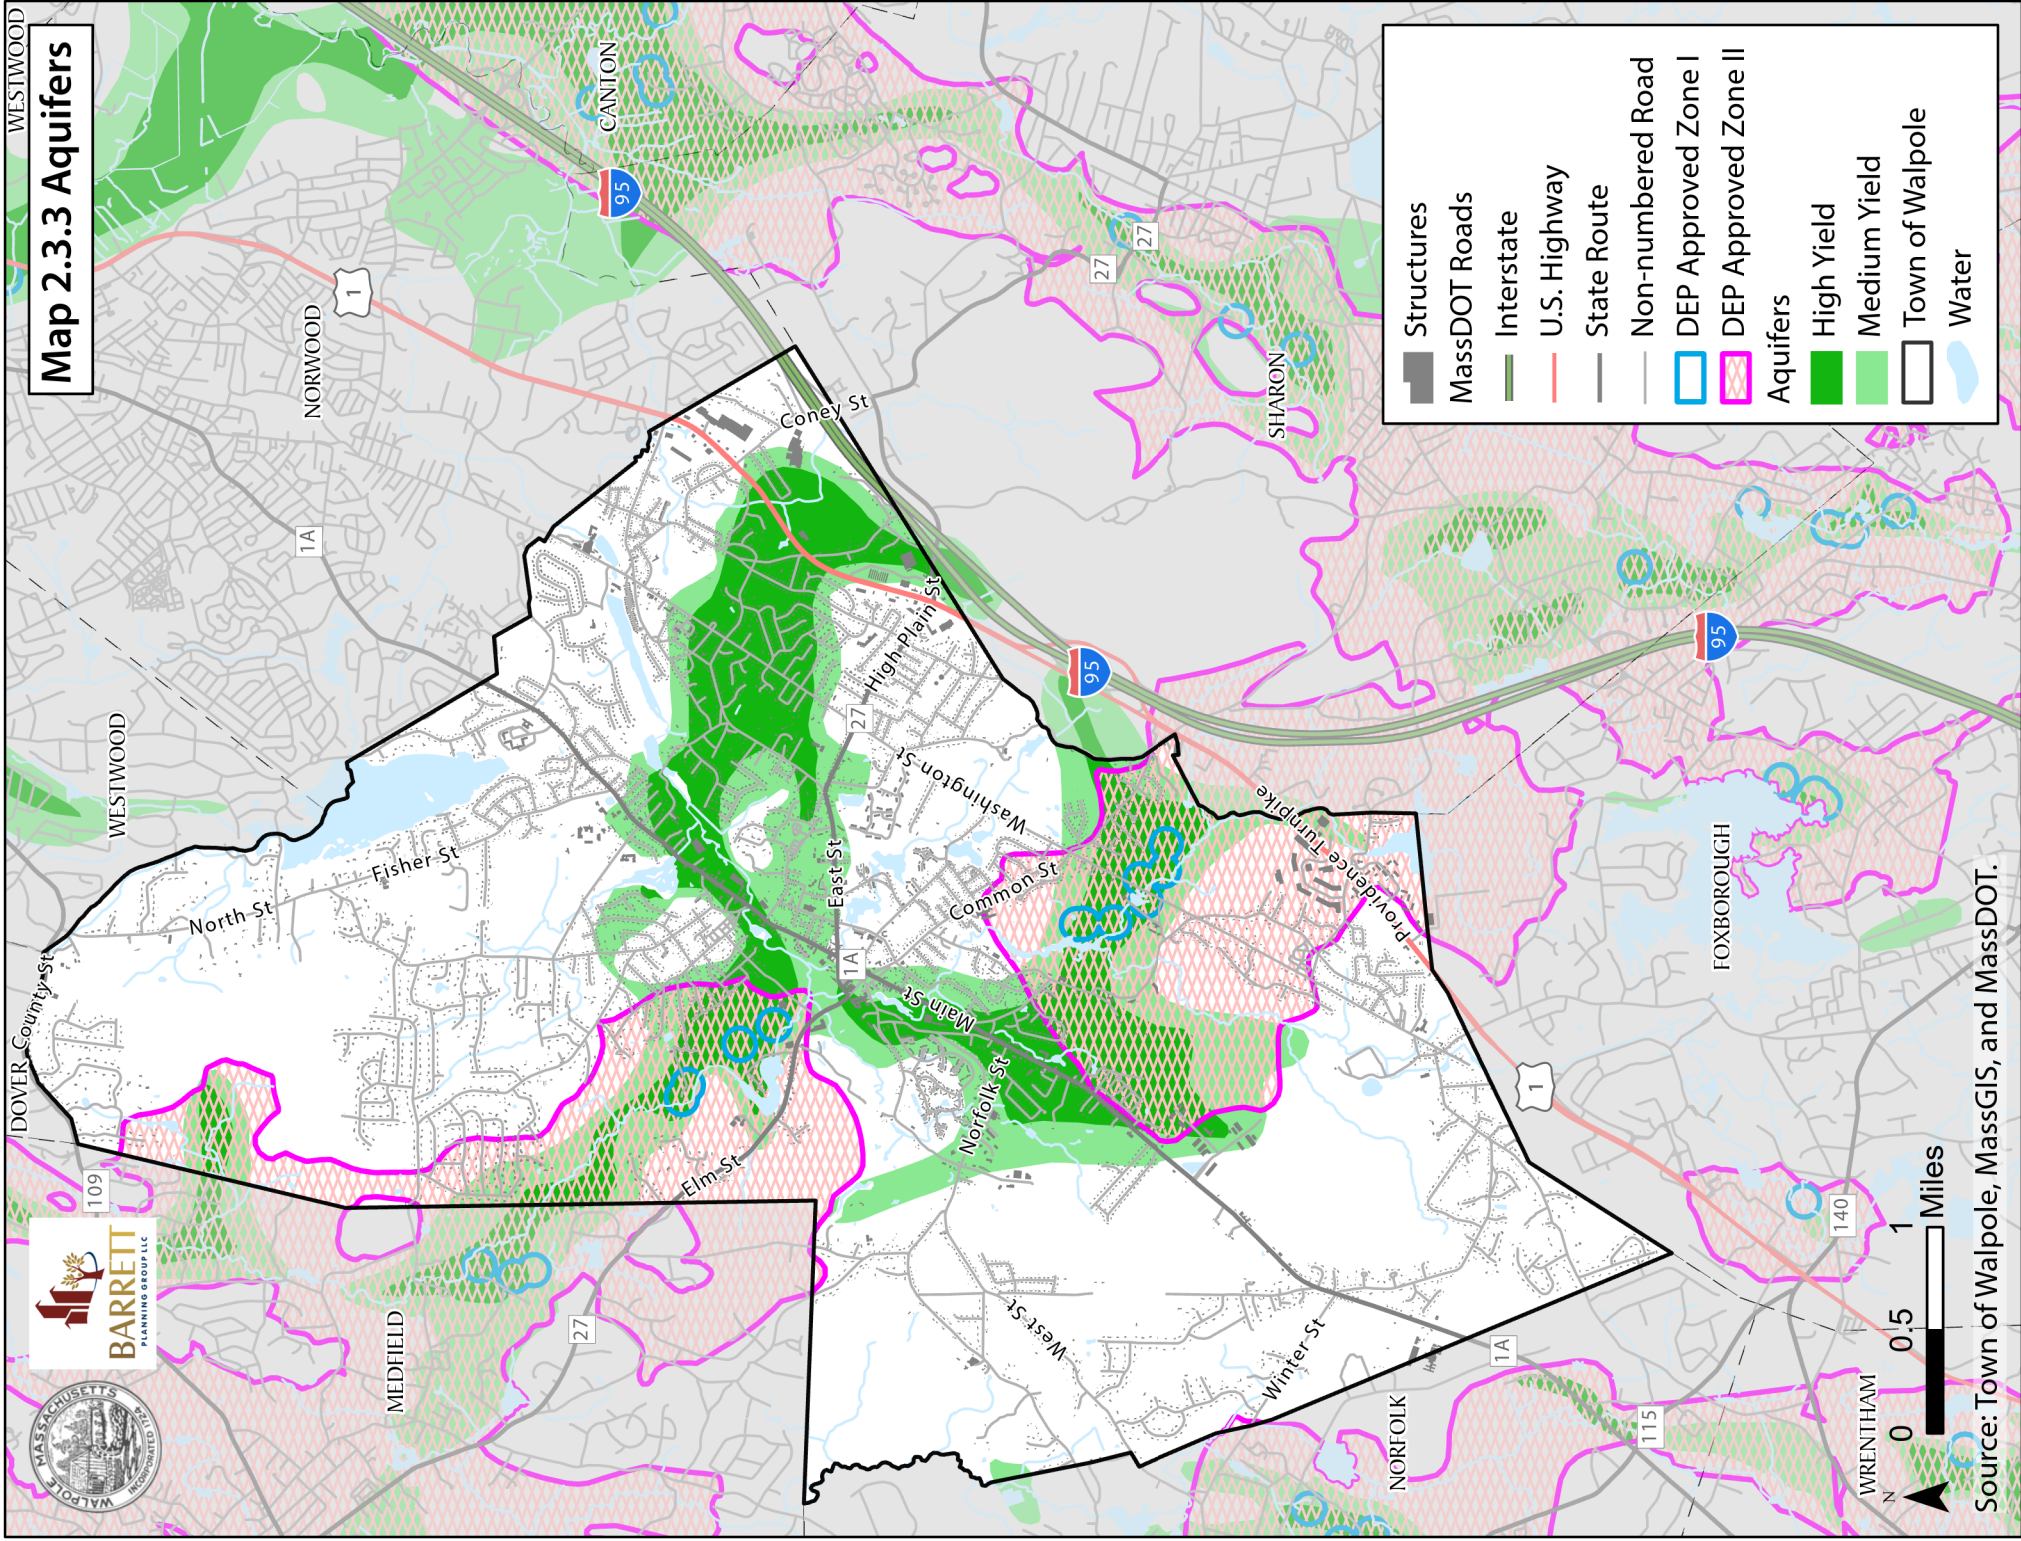 Map 2.3.3 Aquifers
WALPOLE MASSACHUSETTS
INCORPORATED 1724
BARRETT
PLANNING GROUP LLC
DOVER
WESTWOOD
WESTWOOD
NORWOOD
CANTON
SHARON
FOXBOROUGH
MEDFIELD
NORFOLK
WRENTHAM
County St
North St
Fisher St
Coney St
High Plain St
Washington St
East St
Common St
Main St
Norfolk St
Elm St
West St
Winter St
Providence Turnpike
109
27
27
27
27
1A
1A
1A
1
1
95
95
95
115
140
Structures
MassDOT Roads
Interstate
U.S. Highway
State Route
Non-numbered Road
DEP Approved Zone I
DEP Approved Zone II
Aquifers
High Yield
Medium Yield
Town of Walpole
Water
N
0 0.5 1 Miles
Source: Town of Walpole, MassGIS, and MassDOT.